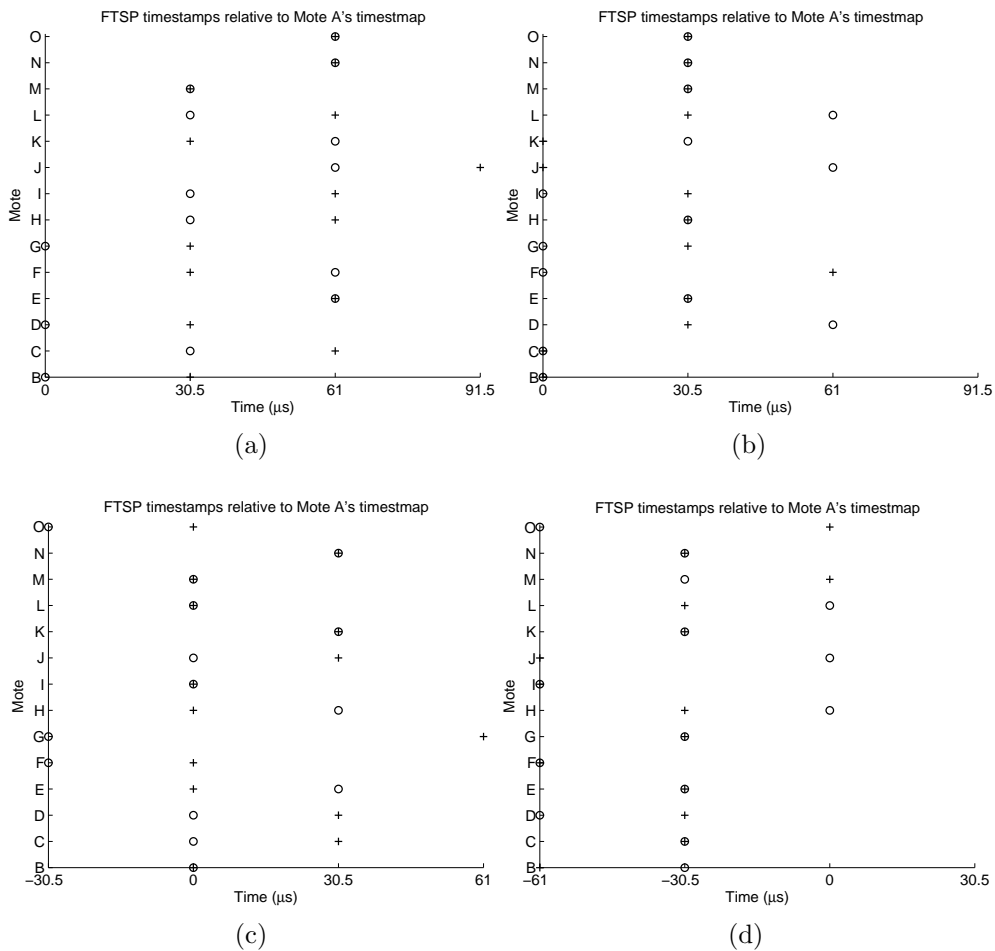 FTSP timestamps relative to Mote A's timestmap
O
N
M
L
K
J
I
H
G
F
E
D
C
B
Mote
0 30.5 61 91.5
Time (μs)
(a)
FTSP timestamps relative to Mote A's timestmap
O
N
M
L
K
J
I
H
G
F
E
D
C
B
Mote
0 30.5 61 91.5
Time (μs)
(b)
FTSP timestamps relative to Mote A's timestmap
O
N
M
L
K
J
I
H
G
F
E
D
C
B
Mote
−30.5 0 30.5 61
Time (μs)
(c)
FTSP timestamps relative to Mote A's timestmap
O
N
M
L
K
J
I
H
G
F
E
D
C
B
Mote
−61 −30.5 0 30.5
Time (μs)
(d)